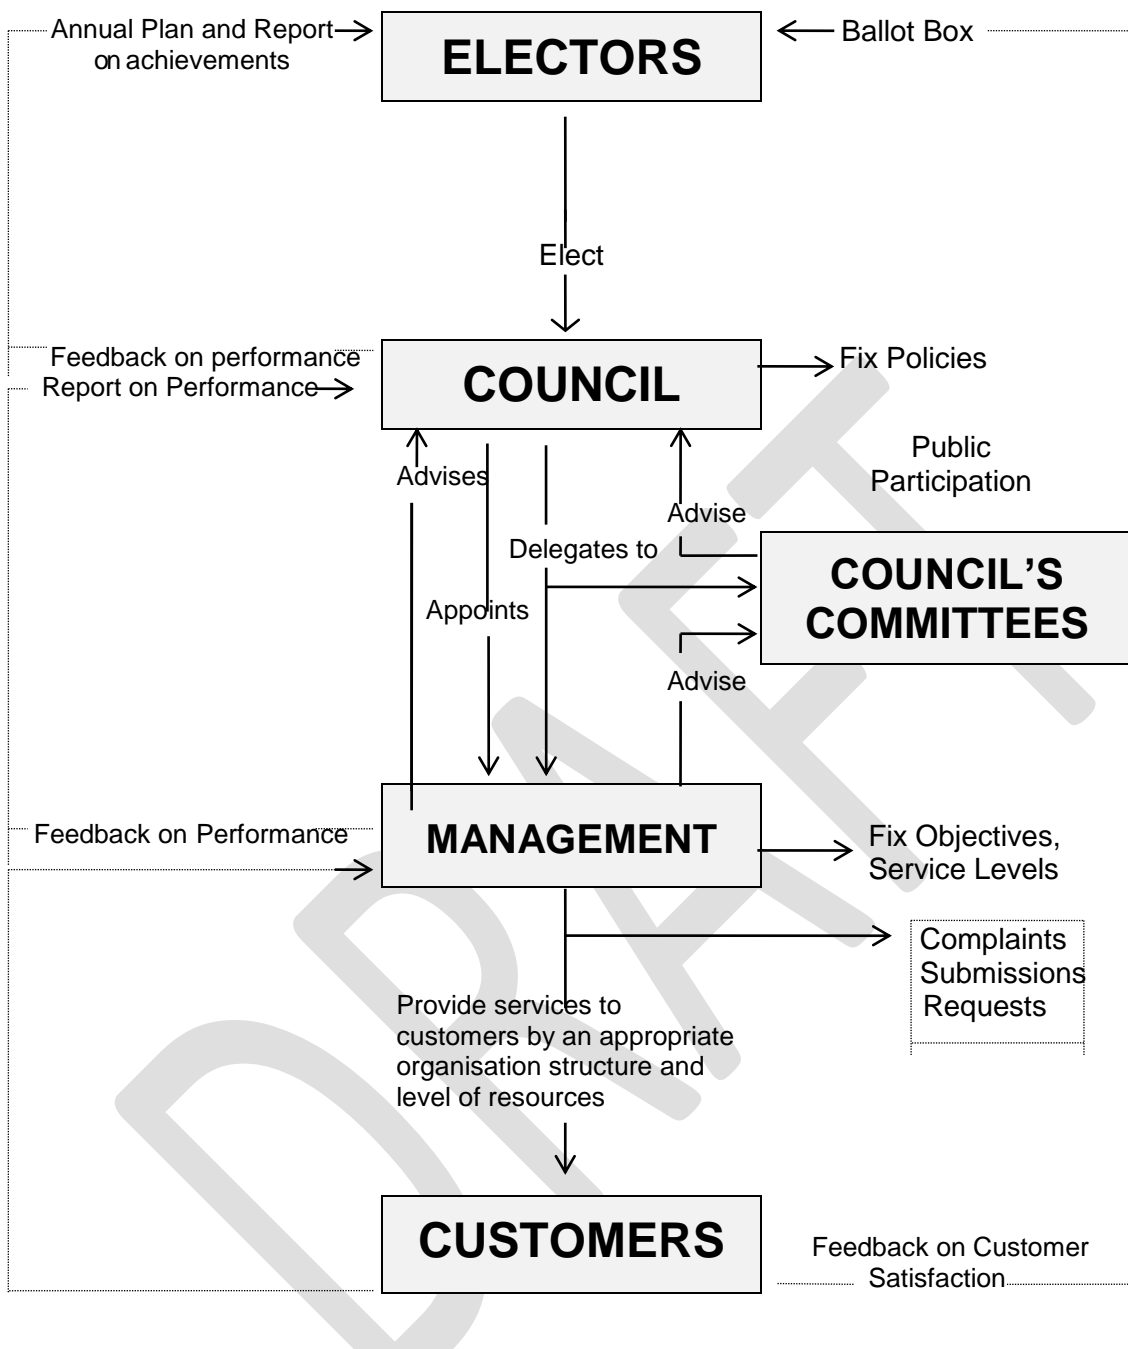 Annual Plan and Report
on achievements
ELECTORS
Ballot Box
Elect
Feedback on performance
Report on Performance
COUNCIL
Fix Policies
Public
Participation
Advises
Advise
Delegates to
COUNCIL’S
COMMITTEES
Appoints
Advise
Feedback on Performance
MANAGEMENT
Fix Objectives,
Service Levels
Complaints
Submissions
Requests
Provide services to
customers by an appropriate
organisation structure and
level of resources
CUSTOMERS
Feedback on Customer
Satisfaction
DRAFT